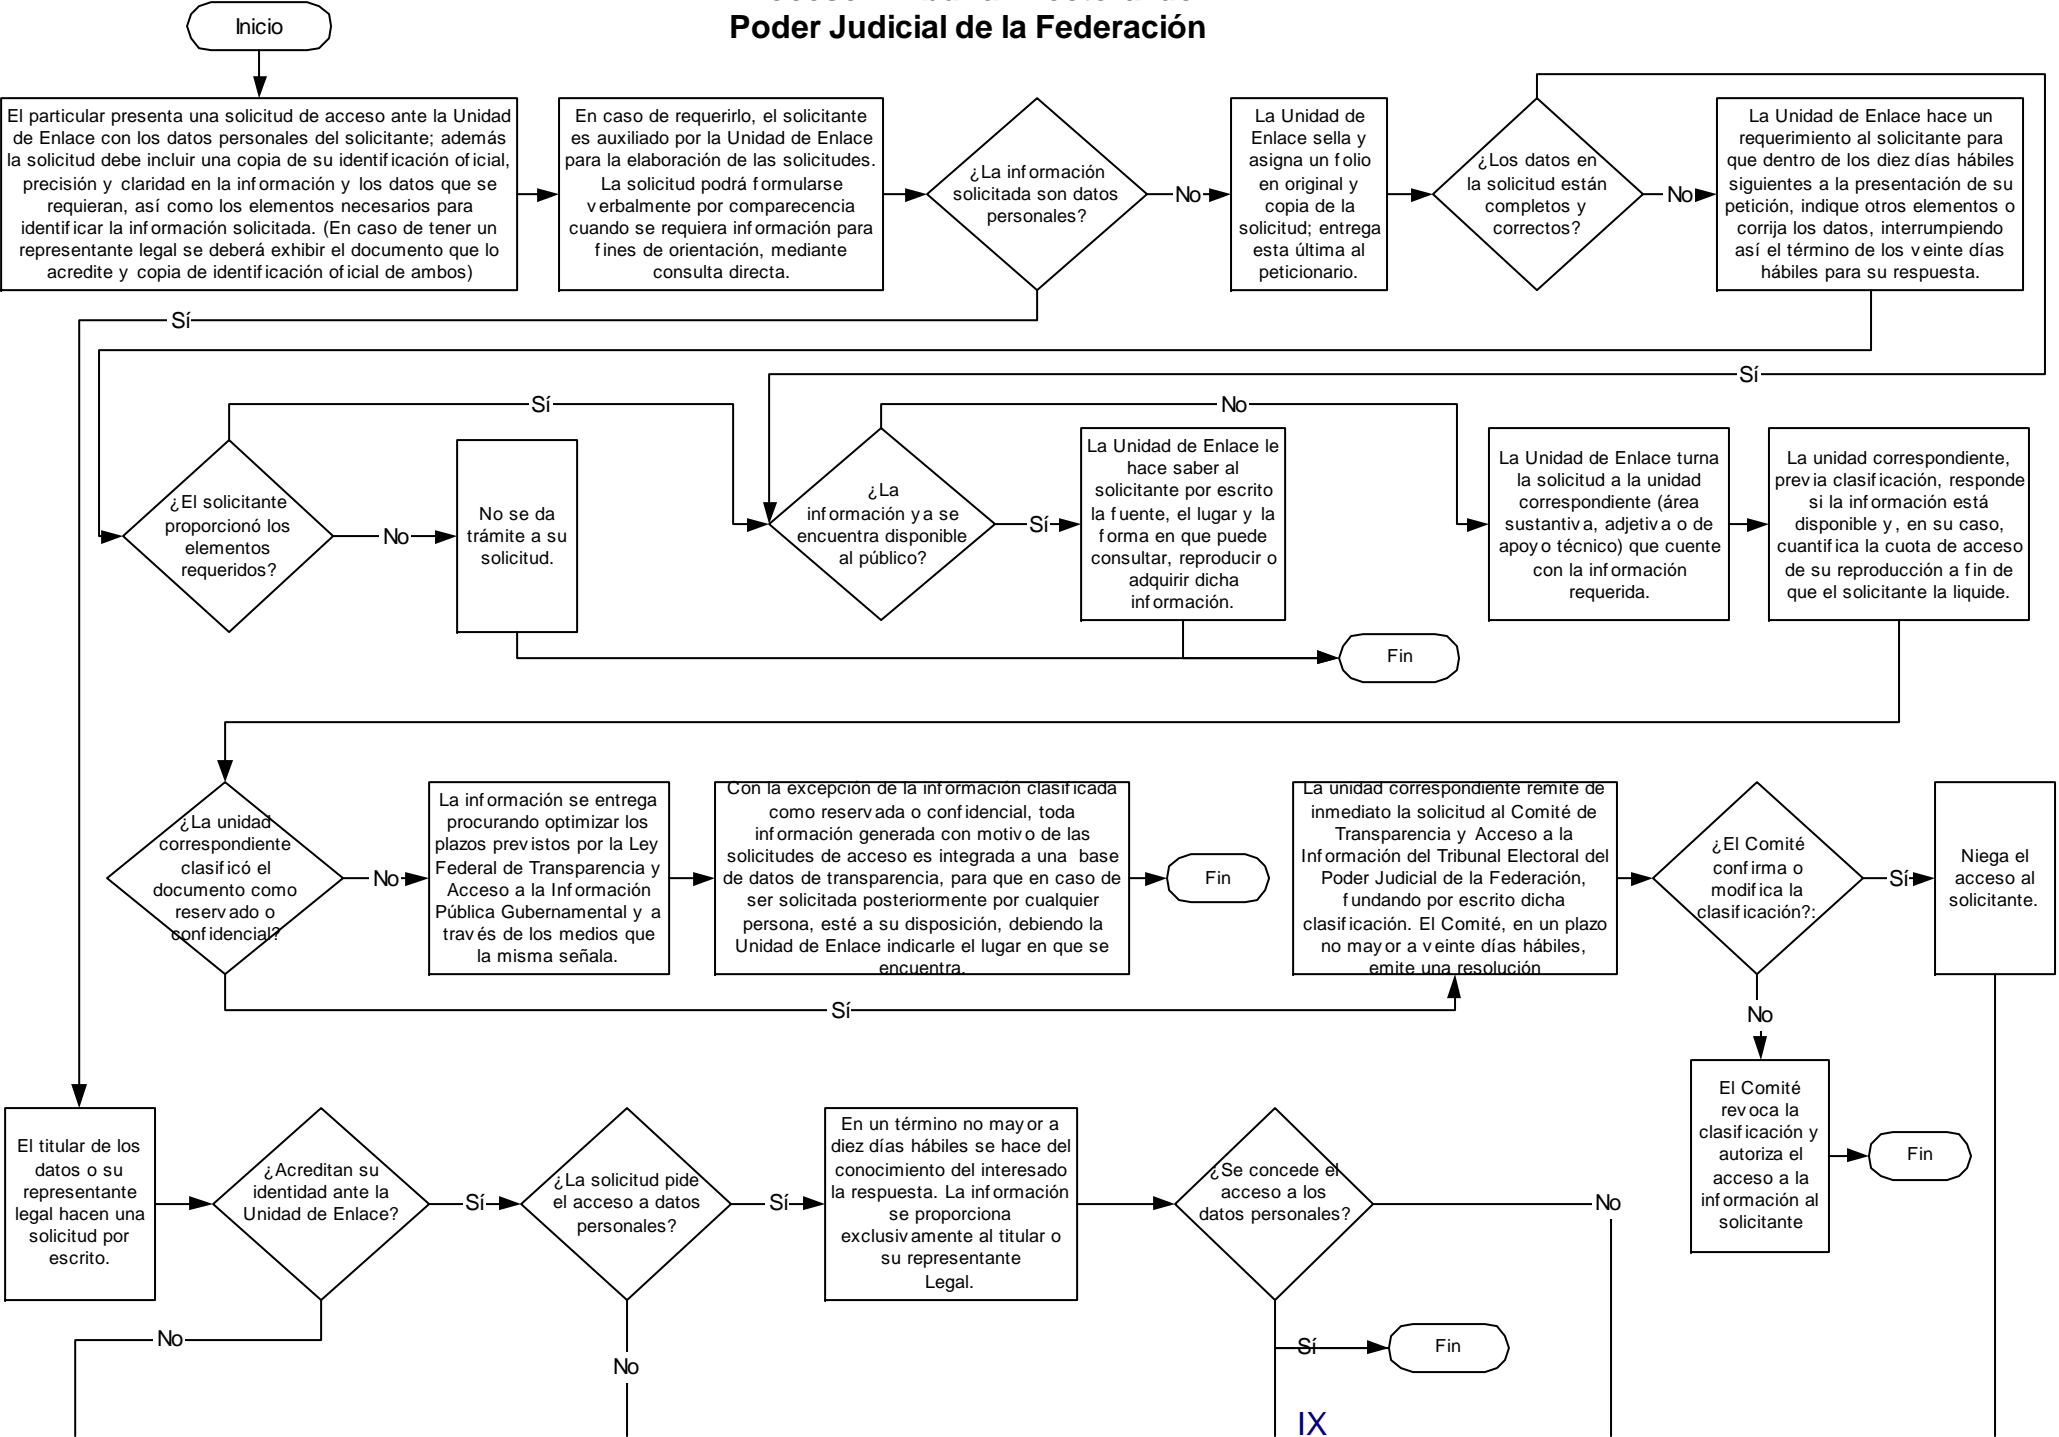 Poder Judicial de la Federación
Inicio
El particular presenta una solicitud de acceso ante la Unidad
de Enlace con los datos personales del solicitante; además
la solicitud debe incluir una copia de su identificación oficial,
precisión y claridad en la información y los datos que se
requieran, así como los elementos necesarios para
identificar la información solicitada. (En caso de tener un
representante legal se deberá exhibir el documento que lo
acredite y copia de identificación oficial de ambos)
En caso de requerirlo, el solicitante
es auxiliado por la Unidad de Enlace
para la elaboración de las solicitudes.
La solicitud podrá formularse
verbalmente por comparecencia
cuando se requiera información para
fines de orientación, mediante
consulta directa.
¿La información
solicitada son datos
personales?
No
La Unidad de
Enlace sella y
asigna un folio
en original y
copia de la
solicitud; entrega
esta última al
peticionario.
¿Los datos en
la solicitud están
completos y
correctos?
No
La Unidad de Enlace hace un
requerimiento al solicitante para
que dentro de los diez días hábiles
siguientes a la presentación de su
petición, indique otros elementos o
corrija los datos, interrumpiendo
así el término de los veinte días
hábiles para su respuesta.
Sí
Sí
Sí
No
¿El solicitante
proporcionó los
elementos
requeridos?
No
No se da
trámite a su
solicitud.
¿La
información ya se
encuentra disponible
al público?
Sí
La Unidad de Enlace le
hace saber al
solicitante por escrito
la fuente, el lugar y la
forma en que puede
consultar, reproducir o
adquirir dicha
información.
La Unidad de Enlace turna
la solicitud a la unidad
correspondiente (área
sustantiva, adjetiva o de
apoyo técnico) que cuente
con la información
requerida.
La unidad correspondiente,
previa clasificación, responde
si la información está
disponible y, en su caso,
cuantifica la cuota de acceso
de su reproducción a fin de
que el solicitante la liquide.
Fin
¿La unidad
correspondiente
clasificó el
documento como
reservado o
confidencial?
No
La información se entrega
procurando optimizar los
plazos previstos por la Ley
Federal de Transparencia y
Acceso a la Información
Pública Gubernamental y a
través de los medios que
la misma señala.
Con la excepción de la información clasificada
como reservada o confidencial, toda
información generada con motivo de las
solicitudes de acceso es integrada a una base
de datos de transparencia, para que en caso de
ser solicitada posteriormente por cualquier
persona, esté a su disposición, debiendo la
Unidad de Enlace indicarle el lugar en que se
encuentra.
Fin
La unidad correspondiente remite de
inmediato la solicitud al Comité de
Transparencia y Acceso a la
Información del Tribunal Electoral del
Poder Judicial de la Federación,
fundando por escrito dicha
clasificación. El Comité, en un plazo
no mayor a veinte días hábiles,
emite una resolución
¿El Comité
confirma o
modifica la
clasificación?:
Sí
Niega el
acceso al
solicitante.
Sí
No
El Comité
revoca la
clasificación y
autoriza el
acceso a la
información al
solicitante
Fin
El titular de los
datos o su
representante
legal hacen una
solicitud por
escrito.
¿Acreditan su
identidad ante la
Unidad de Enlace?
Sí
¿La solicitud pide
el acceso a datos
personales?
Sí
En un término no mayor a
diez días hábiles se hace del
conocimiento del interesado
la respuesta. La información
se proporciona
exclusivamente al titular o
su representante
Legal.
¿Se concede el
acceso a los
datos personales?
No
No
No
Sí
Fin
IX